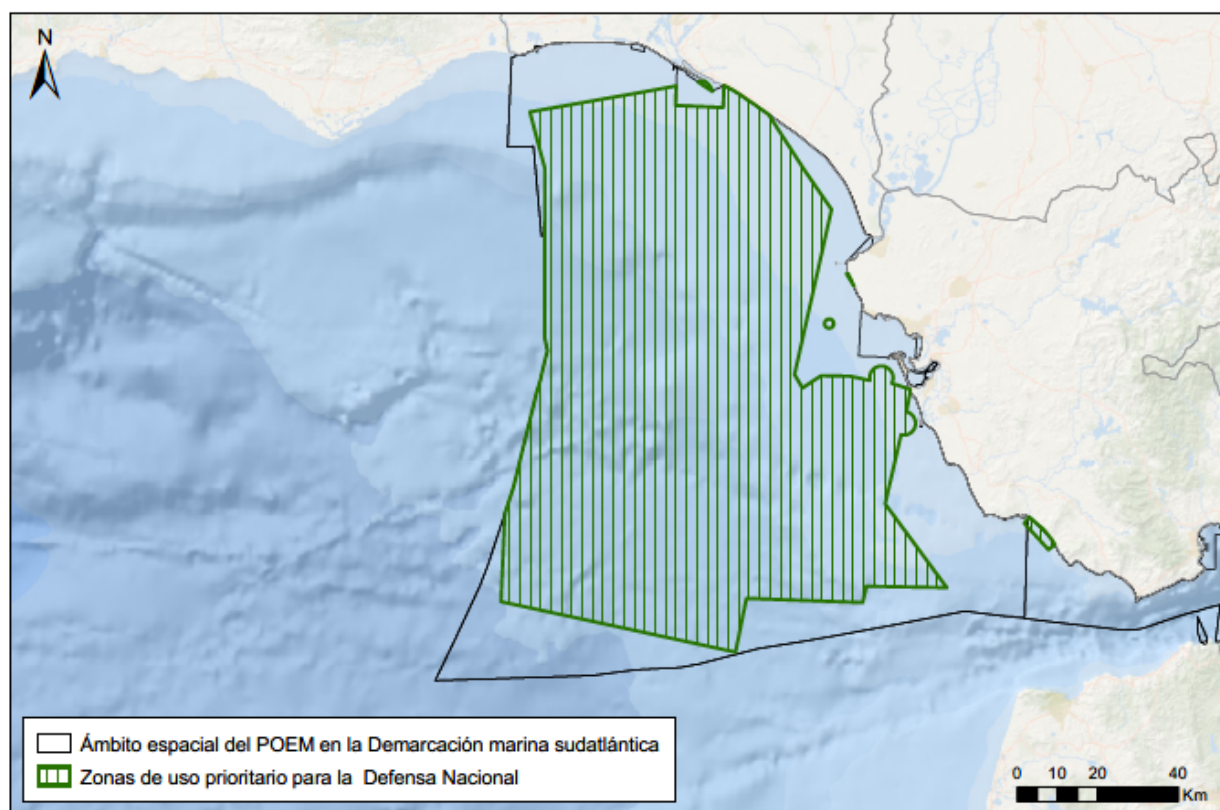 N
Ámbito espacial del POEM en la Demarcación marina sudatlántica
Zonas de uso prioritario para la Defensa Nacional
0 10 20 40
Km